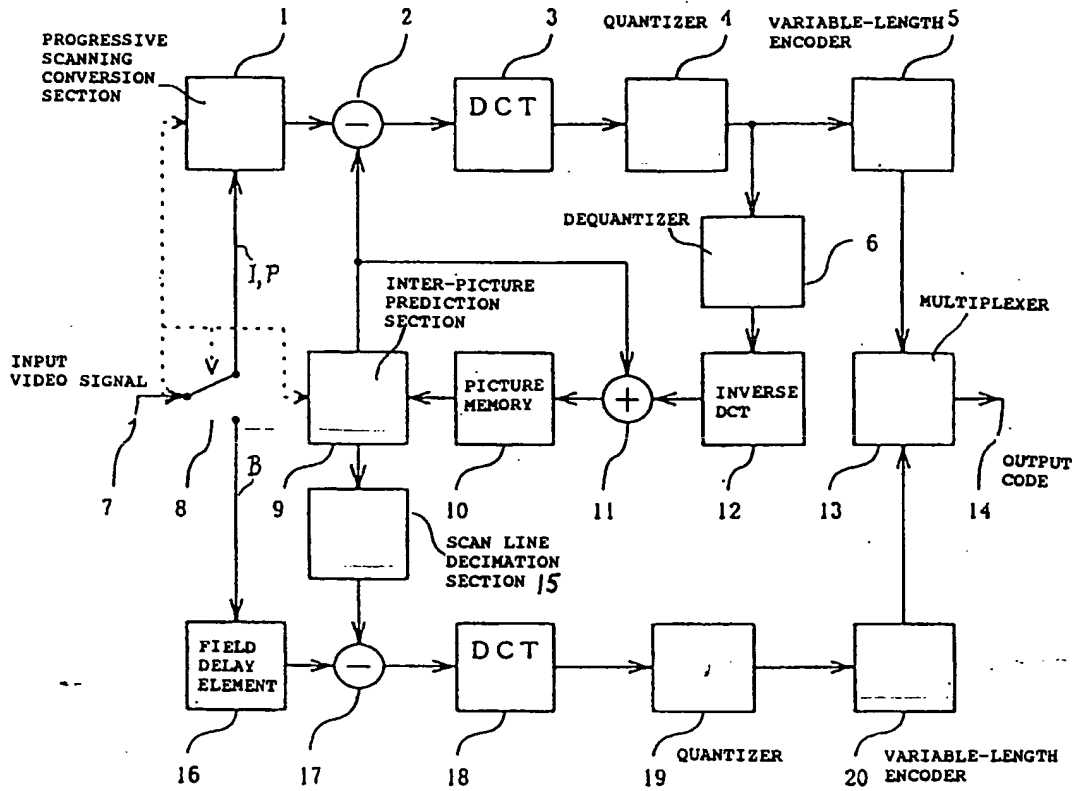 1
2
3
QUANTIZER 4
VARIABLE-LENGTH 5
ENCODER
PROGRESSIVE
SCANNING
CONVERSION
SECTION
DCT
DEQUANTIZER
6
I,P
INTER-PICTURE
PREDICTION
SECTION
MULTIPLEXER
INPUT
VIDEO SIGNAL
PICTURE
MEMORY
INVERSE
DCT
OUTPUT
CODE
7
8
B
9
10
11
12
13
14
SCAN LINE
DECIMATION
SECTION 15
FIELD
DELAY
ELEMENT
DCT
16
17
18
19
QUANTIZER
20
VARIABLE-LENGTH
ENCODER